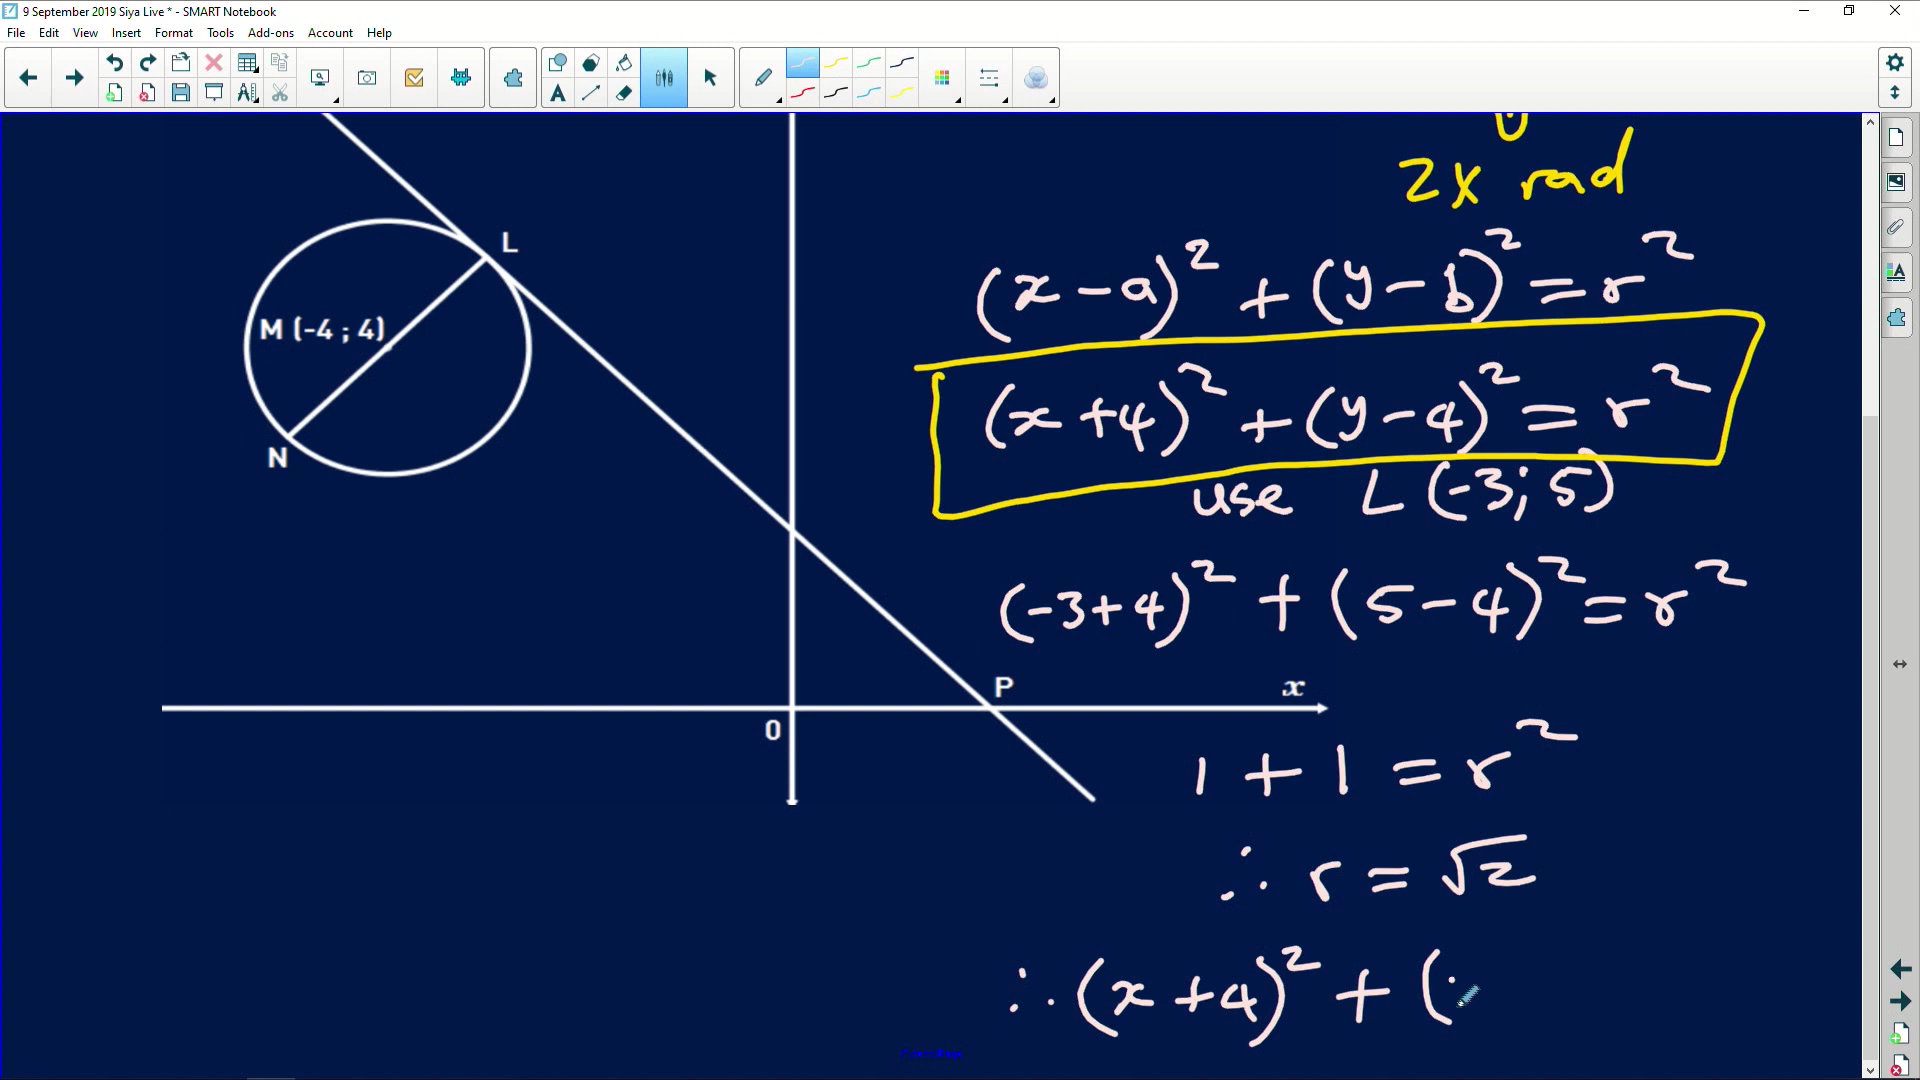 9 September 2019 Siya Live * - SMART Notebook
File Edit View Insert Format Tools Add-ons Account Help
2x rad
L
(x - a)² + (y - b)² = r²
M (-4 ; 4)
(x + 4)² + (y - 4)² = r²
N
use L (-3; 5)
(-3+4)² + (5-4)² = r²
P
x
0
1 + 1 = r²
∴ r = √2
∴ (x + 4)² + (